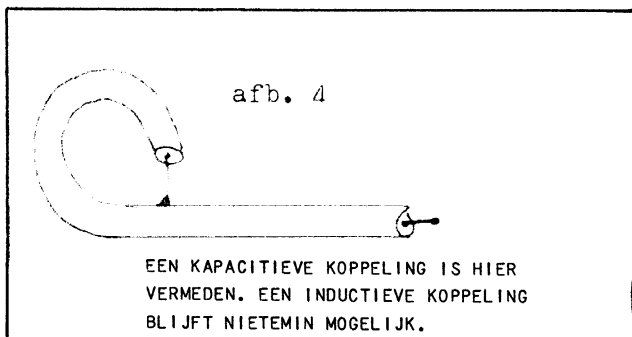 afb. 4
EEN KAPACITIEVE KOPPELING IS HIER
VERMEDEN. EEN INDUCTIEVE KOPPELING
BLIJFT NIETEMIN MOGELIJK.